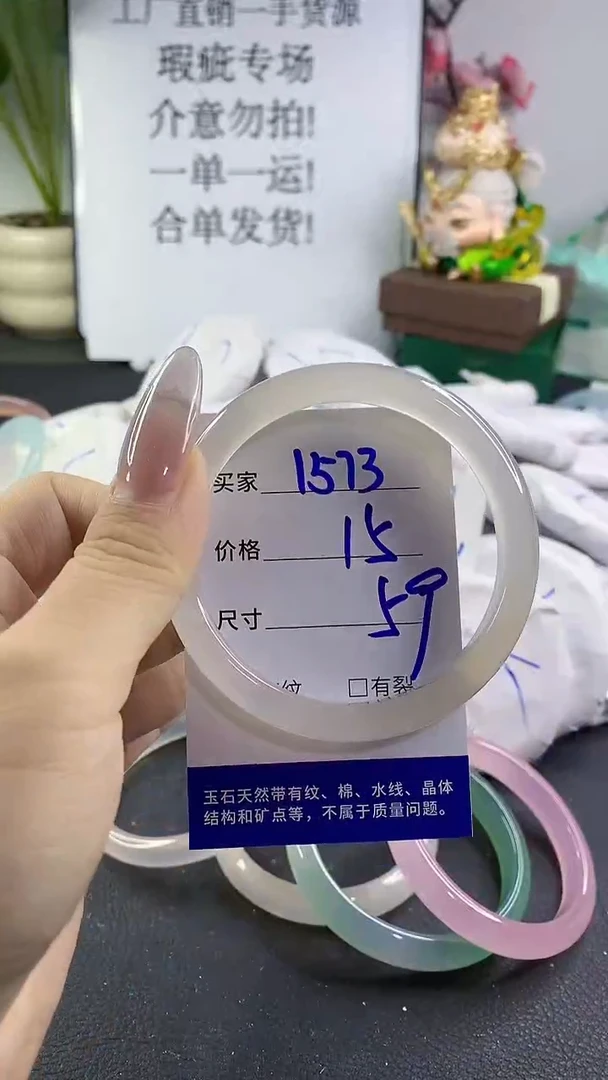 工厂直销一手货源
瑕疵专场
介意勿拍!
一单一运!
合单发货!
买家 1573
价格 15
尺寸 59
纹 □有裂
玉石天然带有纹、棉、水线、晶体
结构和矿点等，不属于质量问题。